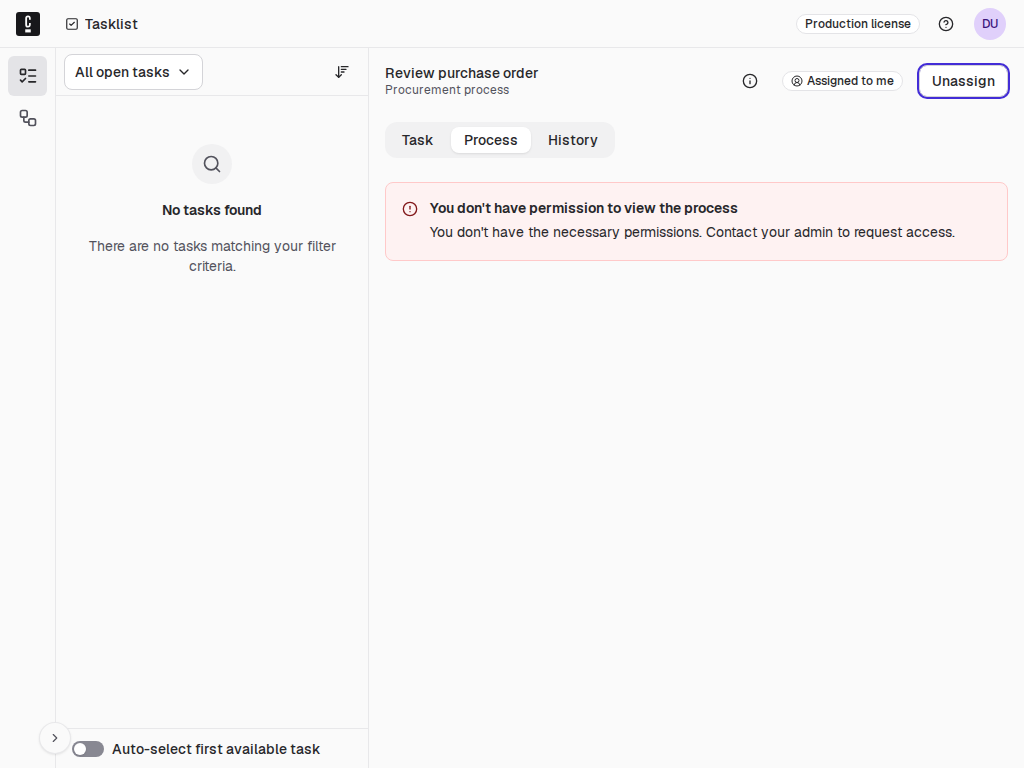 Tasklist
Production license
DU
All open tasks
No tasks found
There are no tasks matching your filter
criteria.
Auto-select first available task
Review purchase order
Procurement process
Assigned to me
Unassign
Task
Process
History
You don't have permission to view the process
You don't have the necessary permissions. Contact your admin to request access.